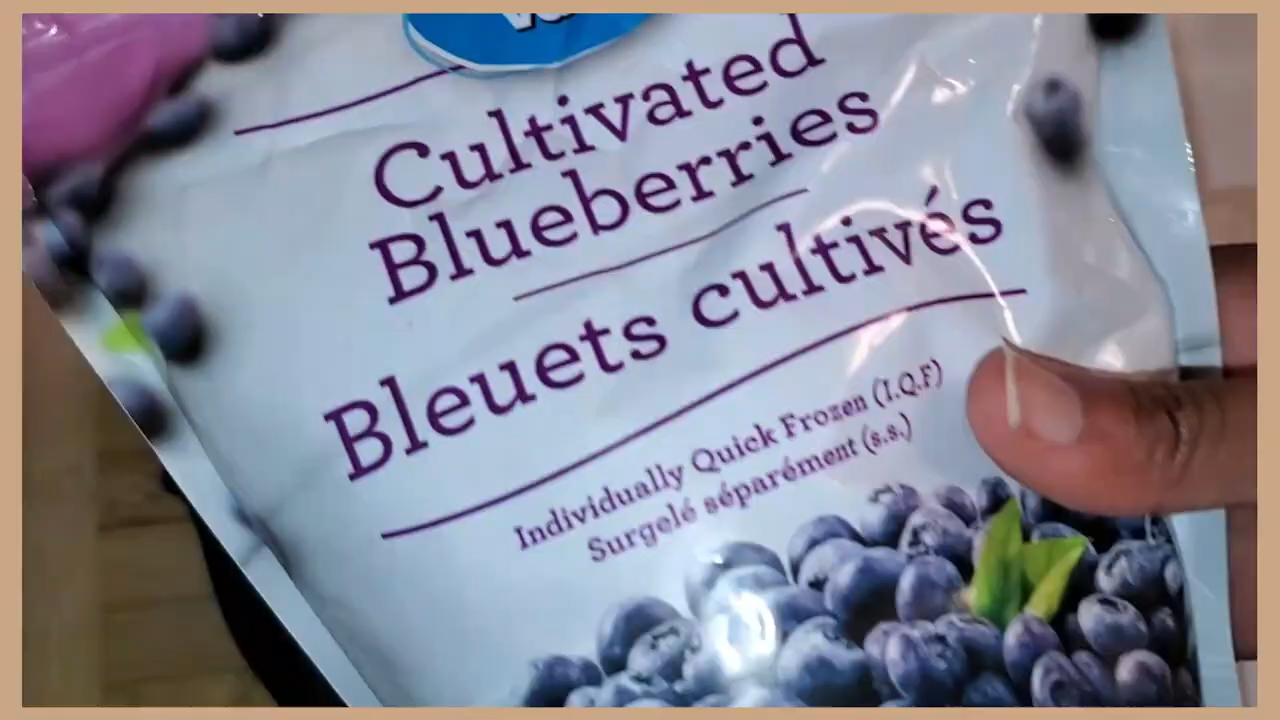 Cultivated
Blueberries
Bleuets cultivés
Individually Quick Frozen (I.Q.F)
Surgelé séparément (s.s.)